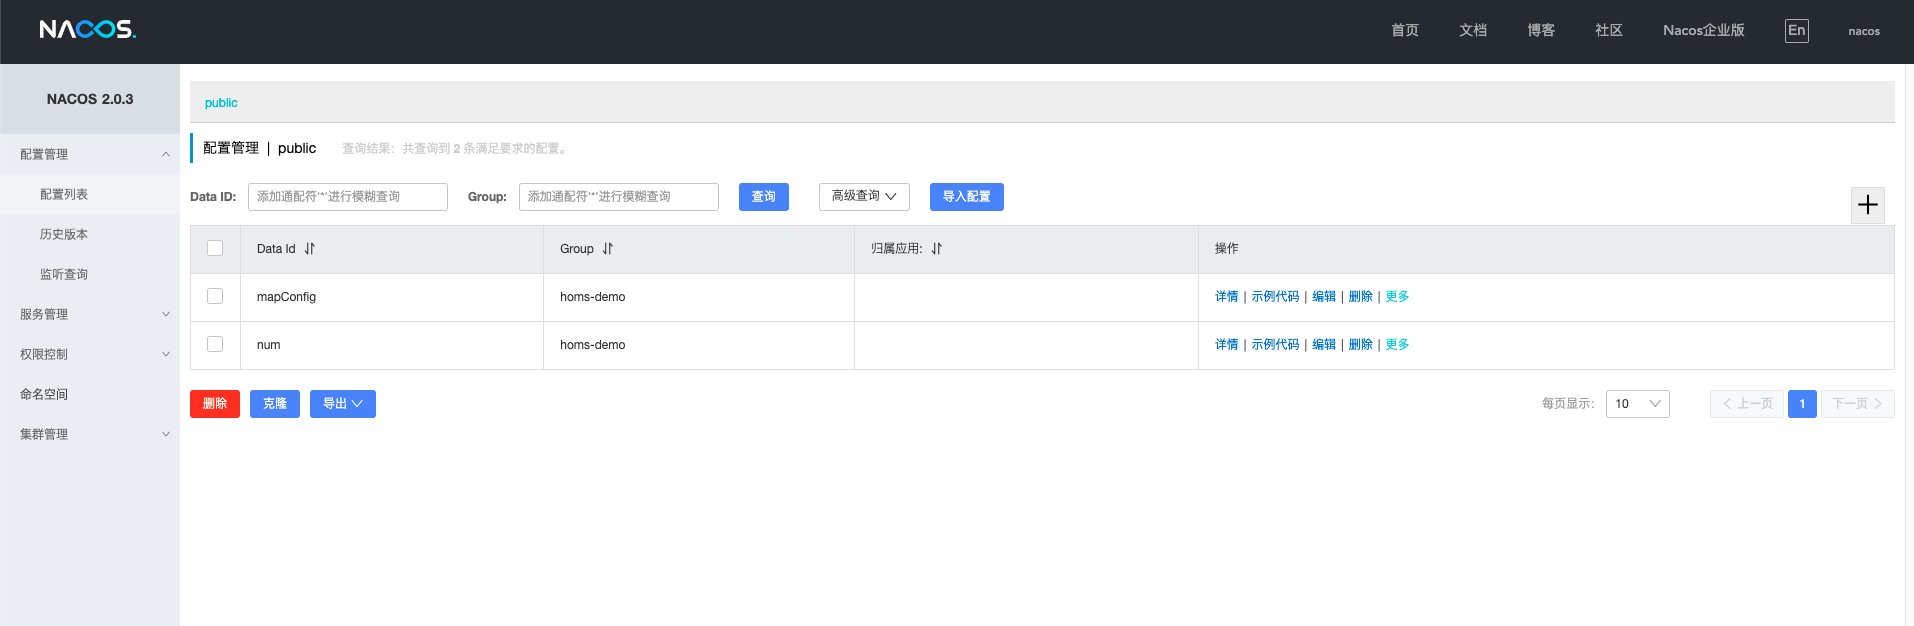 NACOS.
首页 文档 博客 社区 Nacos企业版 En nacos
NACOS 2.0.3
配置管理
配置列表
历史版本
监听查询
服务管理
权限控制
命名空间
集群管理
public
配置管理 | public 查询结果：共查询到 2 条满足要求的配置。
Data ID: 添加通配符'*'进行模糊查询 Group: 添加通配符'*'进行模糊查询 查询 高级查询 导入配置
Data Id Group 归属应用: 操作
mapConfig homs-demo 详情 | 示例代码 | 编辑 | 删除 | 更多
num homs-demo 详情 | 示例代码 | 编辑 | 删除 | 更多
删除 克隆 导出 每页显示: 10 上一页 1 下一页